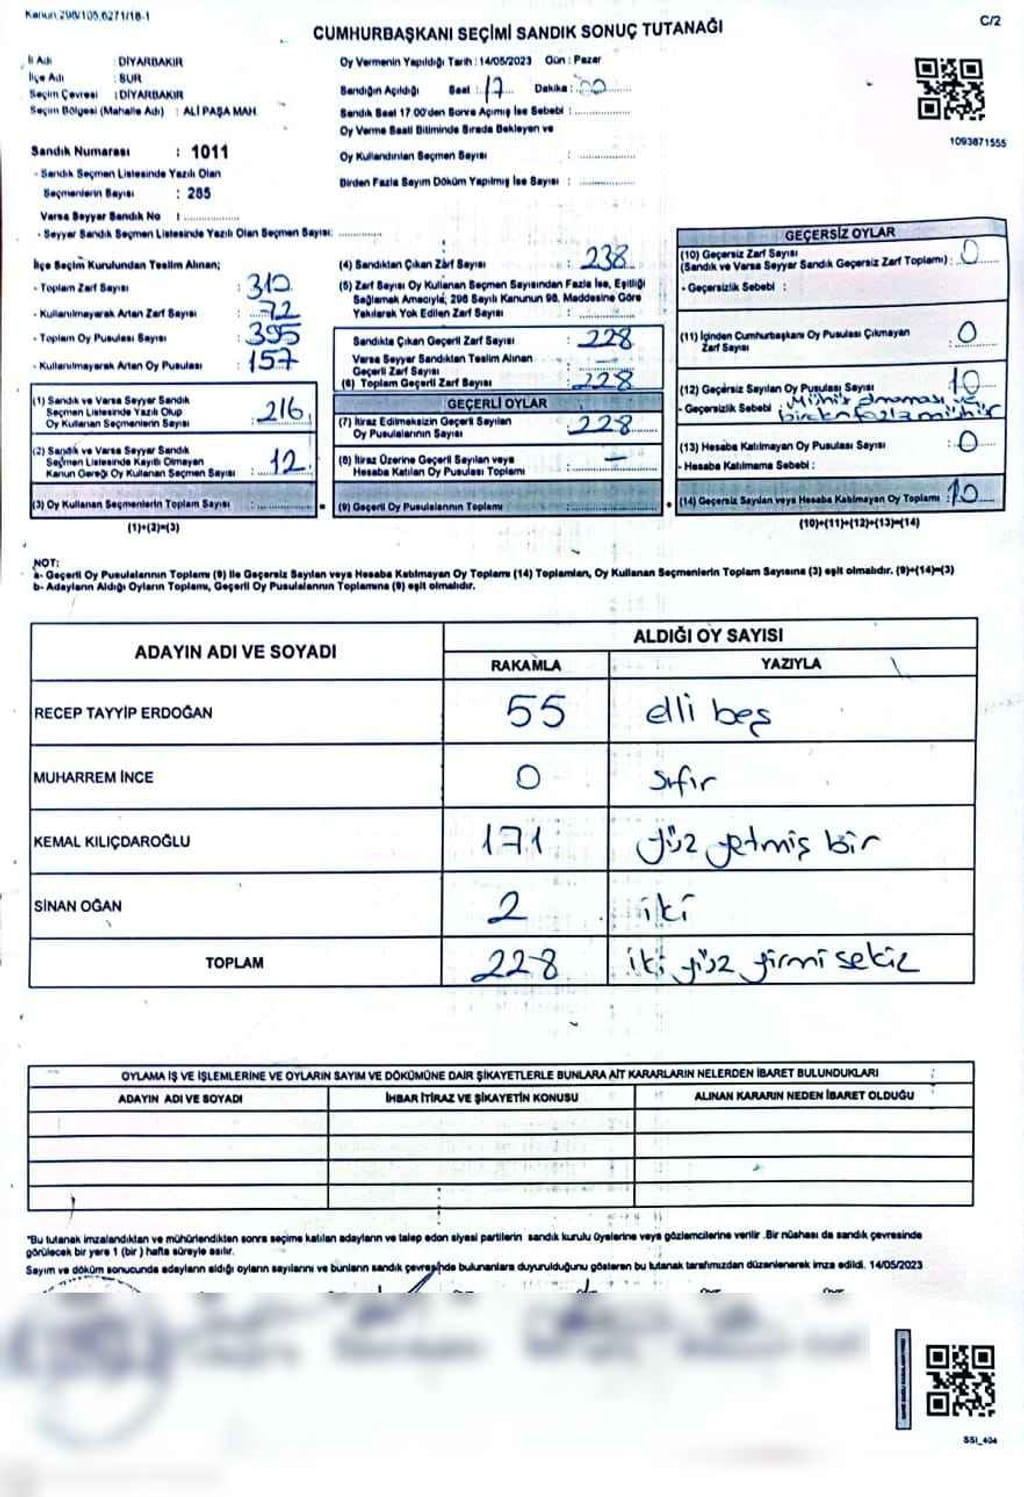 Kanun 298/105,6271/18-1
C/2
CUMHURBAŞKANI SEÇİMİ SANDIK SONUÇ TUTANAĞI
İl Adı : DİYARBAKIR
İlçe Adı : SUR
Seçim Çevresi : DİYARBAKIR
Seçim Bölgesi (Mahalle Adı) : ALİ PAŞA MAH.
Oy Vermenin Yapıldığı Tarih : 14/05/2023 Gün : Pazar
Sandığın Açıldığı Saat : 17 Dakika : 00
Sandık Saat 17:00'den Sonra Açılmış İse Sebebi :
Oy Verme Saati Bitiminde Sırada Bekleyen ve
Oy Kullandırılan Seçmen Sayısı :
Birden Fazla Sayım Döküm Yapılmış İse Sayısı :
1093871555
Sandık Numarası : 1011
- Sandık Seçmen Listesinde Yazılı Olan
Seçmenlerin Sayısı : 285
Varsa Seyyar Sandık No :
- Seyyar Sandık Seçmen Listesinde Yazılı Olan Seçmen Sayısı:
İlçe Seçim Kurulundan Teslim Alınan;
- Toplam Zarf Sayısı : 310
- Kullanılmayarak Artan Zarf Sayısı : 72
- Toplam Oy Pusulası Sayısı : 395
- Kullanılmayarak Artan Oy Pusulası : 157
(1) Sandık ve Varsa Seyyar Sandık
Seçmen Listesinde Yazılı Olup
Oy Kullanan Seçmenlerin Sayısı : 216
(2) Sandık ve Varsa Seyyar Sandık
Seçmen Listesinde Kayıtlı Olmayan
Kanun Gereği Oy Kullanan Seçmen Sayısı : 12
(3) Oy Kullanan Seçmenlerin Toplam Sayısı :
(1)+(2)=(3)
(4) Sandıktan Çıkan Zarf Sayısı : 238
(5) Zarf Sayısı Oy Kullanan Seçmen Sayısından Fazla İse, Eşitliği
Sağlamak Amacıyla, 298 Sayılı Kanunun 98. Maddesine Göre
Yakılarak Yok Edilen Zarf Sayısı :
Sandıkta Çıkan Geçerli Zarf Sayısı : 228
Varsa Seyyar Sandıktan Teslim Alınan
Geçerli Zarf Sayısı :
(6) Toplam Geçerli Zarf Sayısı : 228
GEÇERLİ OYLAR
(7) İtiraz Edilmeksizin Geçerli Sayılan
Oy Pusulalarının Sayısı : 228
(8) İtiraz Üzerine Geçerli Sayılan veya
Hesaba Katılan Oy Pusulası Toplamı : -
(9) Geçerli Oy Pusulalarının Toplamı :
GEÇERSİZ OYLAR
(10) Geçersiz Zarf Sayısı
(Sandık ve Varsa Seyyar Sandık Geçersiz Zarf Toplamı) : 0
- Geçersizlik Sebebi :
(11) İçinden Cumhurbaşkanı Oy Pusulası Çıkmayan
Zarf Sayısı : 0
(12) Geçersiz Sayılan Oy Pusulası Sayısı : 10
- Geçersizlik Sebebi
(13) Hesaba Katılmayan Oy Pusulası Sayısı : 0
- Hesaba Katılmama Sebebi :
(14) Geçersiz Sayılan veya Hesaba Katılmayan Oy Toplamı : 10
(10)+(11)+(12)+(13)=(14)
NOT:
a- Geçerli Oy Pusulalarının Toplamı (9) ile Geçersiz Sayılan veya Hesaba Katılmayan Oy Toplamı (14) Toplamları, Oy Kullanan Seçmenlerin Toplam Sayısına (3) eşit olmalıdır. (9)+(14)=(3)
b- Adayların Aldığı Oyların Toplamı, Geçerli Oy Pusulalarının Toplamına (9) eşit olmalıdır.
ADAYIN ADI VE SOYADI
ALDIĞI OY SAYISI
RAKAMLA YAZIYLA
RECEP TAYYİP ERDOĞAN 55 elli beş
MUHARREM İNCE 0 sıfır
KEMAL KILIÇDAROĞLU 171 yüz yetmiş bir
SİNAN OĞAN 2 iki
TOPLAM 228 iki yüz yirmi sekiz
OYLAMA İŞ VE İŞLEMLERİNE VE OYLARIN SAYIM VE DÖKÜMÜNE DAİR ŞİKAYETLERLE BUNLARA AİT KARARLARIN NELERDEN İBARET BULUNDUKLARI
ADAYIN ADI VE SOYADI İHBAR İTİRAZ VE ŞİKAYETİN KONUSU ALINAN KARARIN NEDEN İBARET OLDUĞU
*Bu tutanak imzalandıktan ve mühürlendikten sonra seçime katılan adayların ve talep eden siyasi partilerin sandık kurulu üyelerine veya gözlemcilerine verilir .Bir nüshası da sandık çevresinde
görülecek bir yere 1 (bir ) hafta süreyle asılır.
Sayım ve döküm sonucunda adayların aldığı oyların sayılarını ve bunların sandık çevresinde bulunanlara duyurulduğunu gösteren bu tutanak tarafımızdan düzenlenerek imza edildi. 14/05/2023
SSI_404